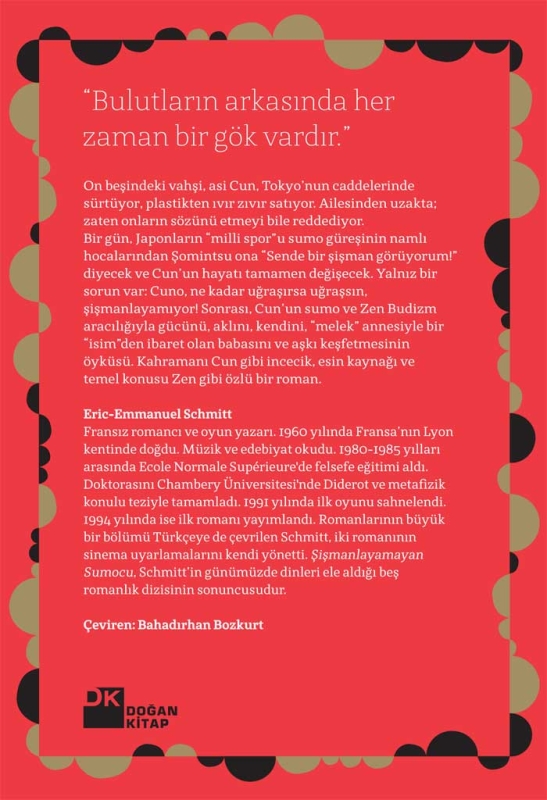 “Bulutların arkasında her
zaman bir gök vardır.”
On beşindeki vahşi, asi Cun, Tokyo’nun caddelerinde
sürtüyor, plastikten ıvır zıvır satıyor. Ailesinden uzakta;
zaten onların sözünü etmeyi bile reddediyor.
Bir gün, Japonların “milli spor”u sumo güreşinin namlı
hocalarından Şomintsu ona “Sende bir şişman görüyorum!”
diyecek ve Cun’un hayatı tamamen değişecek. Yalnız bir
sorun var: Cuno, ne kadar uğraşırsa uğraşsın,
şişmanlayamıyor! Sonrası, Cun’un sumo ve Zen Budizm
aracılığıyla gücünü, aklını, kendini, “melek” annesiyle bir
“isim”den ibaret olan babasını ve aşkı keşfetmesinin
öyküsü. Kahramanı Cun gibi incecik, esin kaynağı ve
temel konusu Zen gibi özlü bir roman.
Eric-Emmanuel Schmitt
Fransız romancı ve oyun yazarı. 1960 yılında Fransa’nın Lyon
kentinde doğdu. Müzik ve edebiyat okudu. 1980-1985 yılları
arasında Ecole Normale Supérieure'de felsefe eğitimi aldı.
Doktorasını Chambery Üniversitesi'nde Diderot ve metafizik
konulu teziyle tamamladı. 1991 yılında ilk oyunu sahnelendi.
1994 yılında ise ilk romanı yayımlandı. Romanlarının büyük
bir bölümü Türkçeye de çevrilen Schmitt, iki romanının
sinema uyarlamalarını kendi yönetti. Şişmanlayamayan
Sumocu, Schmitt’in günümüzde dinleri ele aldığı beş
romanlık dizisinin sonuncusudur.
Çeviren: Bahadırhan Bozkurt
DK
DOĞAN
KİTAP